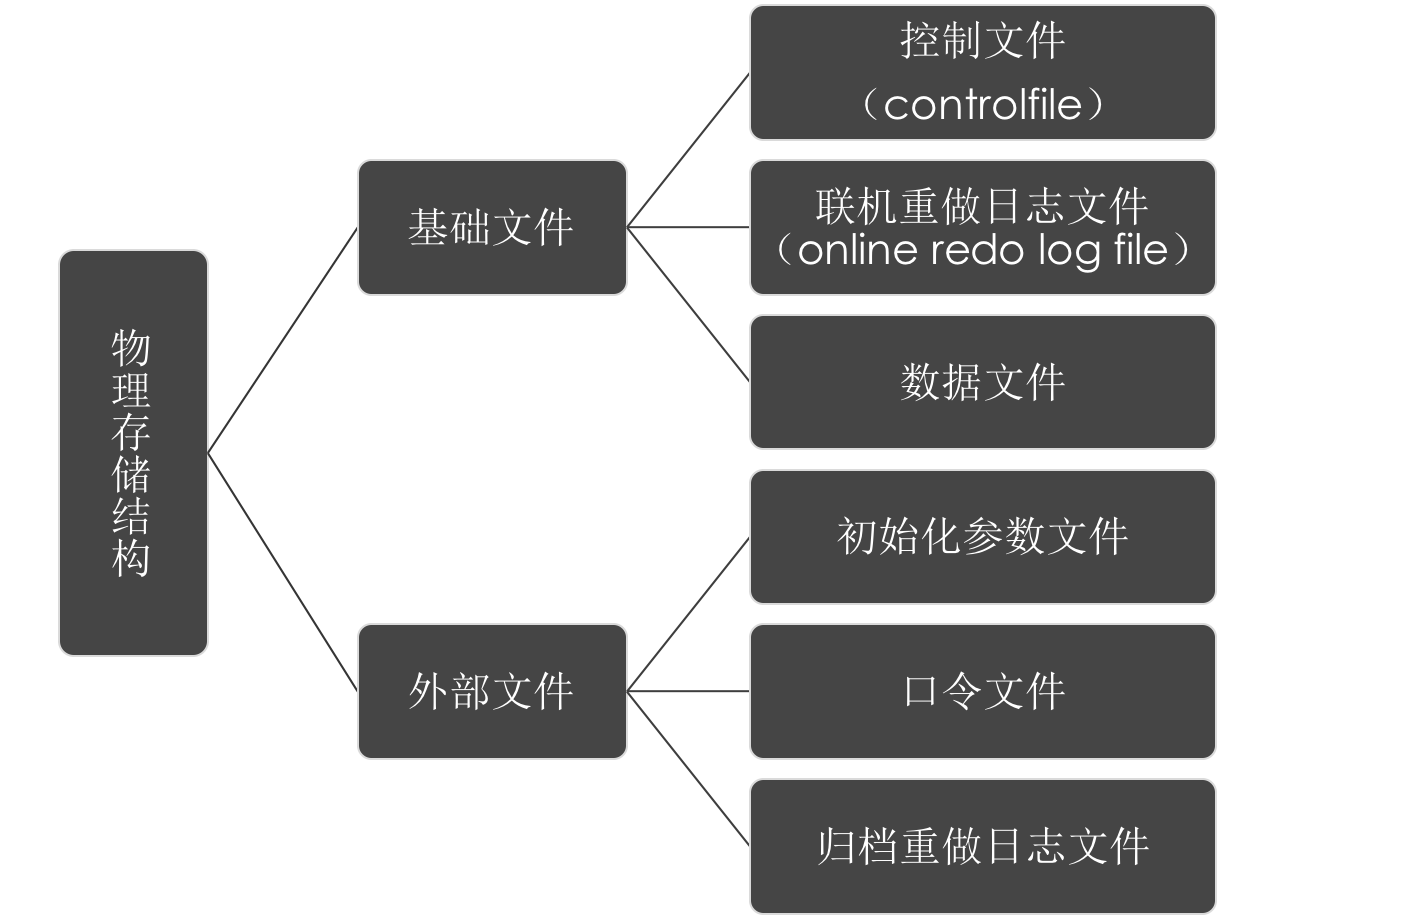 物理存储结构
基础文件
控制文件
（controlfile）
联机重做日志文件
（online redo log file）
数据文件
外部文件
初始化参数文件
口令文件
归档重做日志文件